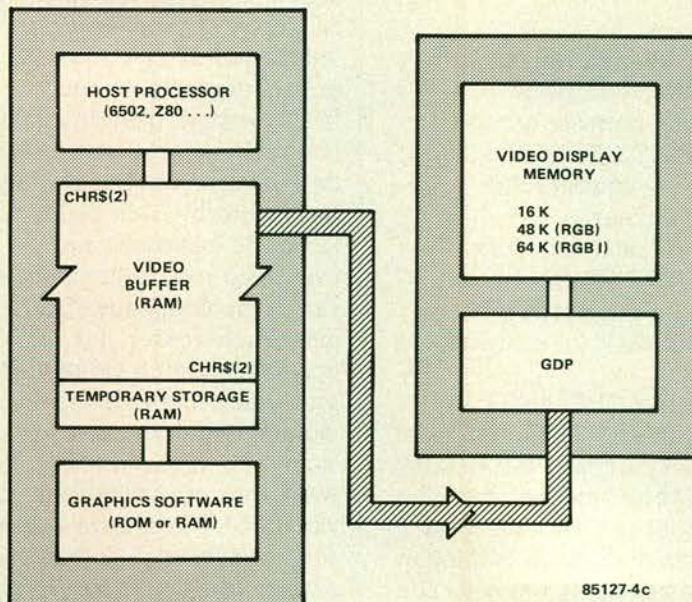 HOST PROCESSOR
(6502, Z80 . . .)
CHR$(2)
VIDEO
BUFFER
(RAM)
CHR$(2)
TEMPORARY STORAGE
(RAM)
GRAPHICS SOFTWARE
(ROM or RAM)
VIDEO DISPLAY
MEMORY
16 K
48 K (RGB)
64 K (RGB I)
GDP
85127-4c